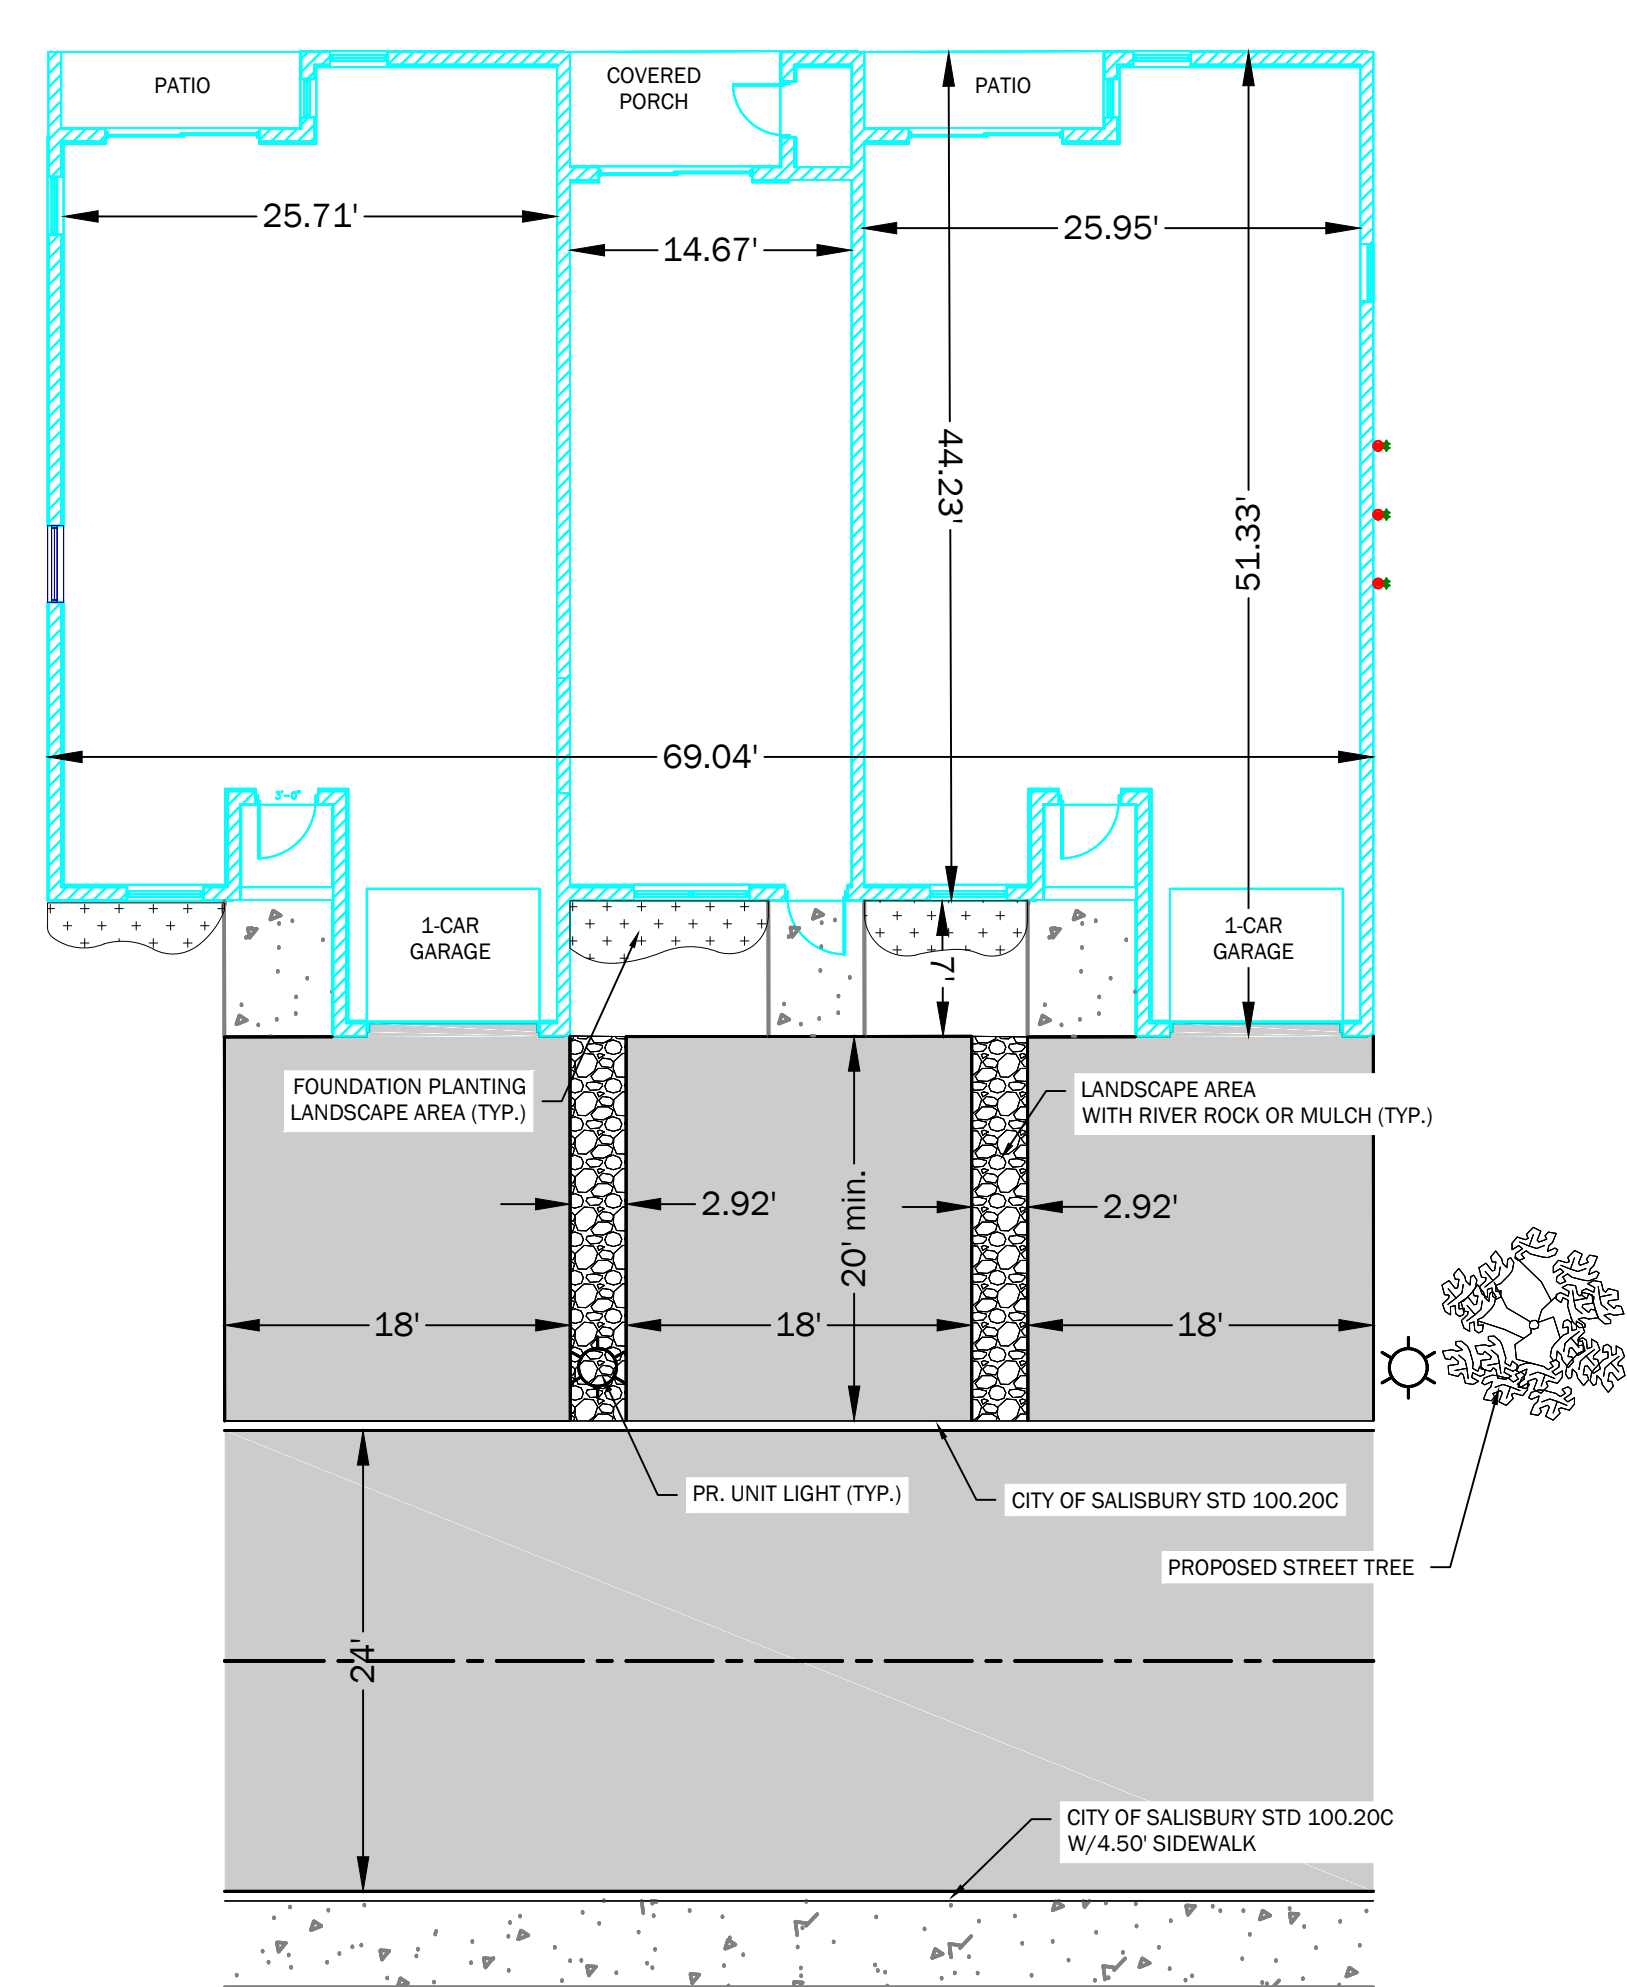 PATIO
COVERED
PORCH
PATIO
25.71'
14.67'
25.95'
44.23'
51.33'
69.04'
3'-0"
1-CAR
GARAGE
1-CAR
GARAGE
7'
FOUNDATION PLANTING
LANDSCAPE AREA (TYP.)
LANDSCAPE AREA
WITH RIVER ROCK OR MULCH (TYP.)
2.92'
20' min.
2.92'
18'
18'
18'
PR. UNIT LIGHT (TYP.)
CITY OF SALISBURY STD 100.20C
PROPOSED STREET TREE
24'
CITY OF SALISBURY STD 100.20C
W/4.50' SIDEWALK